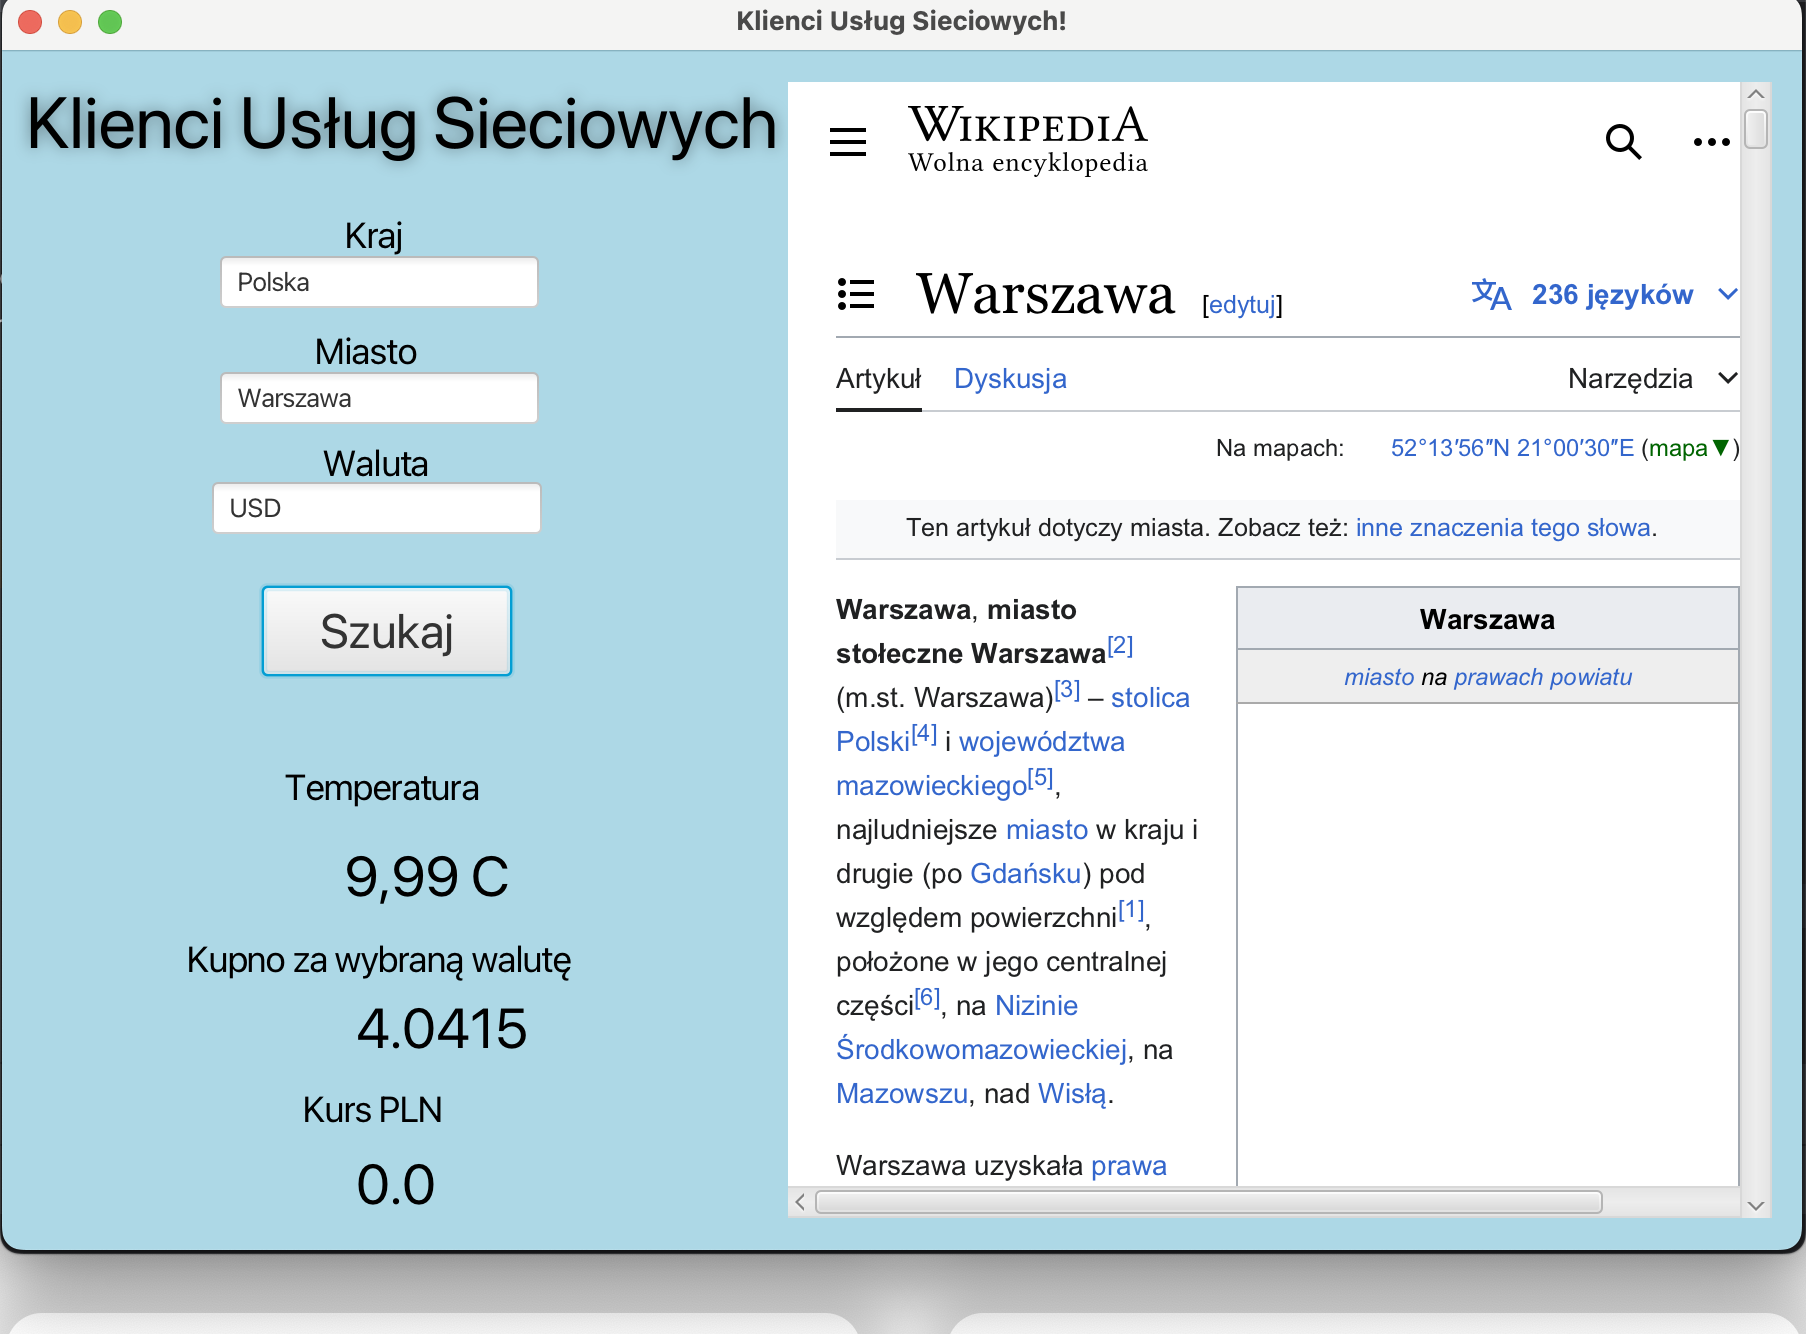 Klienci Usług Sieciowych!
Klienci Usług Sieciowych
Kraj
Polska
Miasto
Warszawa
Waluta
USD
Szukaj
Temperatura
9,99 C
Kupno za wybraną walutę
4.0415
Kurs PLN
0.0
WIKIPEDIA
Wolna encyklopedia
Warszawa [edytuj]
文A 236 języków
Artykuł Dyskusja Narzędzia
Na mapach: 52°13′56″N 21°00′30″E (mapa▼)
Ten artykuł dotyczy miasta. Zobacz też: inne znaczenia tego słowa.
Warszawa, miasto
stołeczne Warszawa[2]
(m.st. Warszawa)[3] – stolica
Polski[4] i województwa
mazowieckiego[5],
najludniejsze miasto w kraju i
drugie (po Gdańsku) pod
względem powierzchni[1],
położone w jego centralnej
części[6], na Nizinie
Środkowomazowieckiej, na
Mazowszu, nad Wisłą.
Warszawa uzyskała prawa
Warszawa
miasto na prawach powiatu